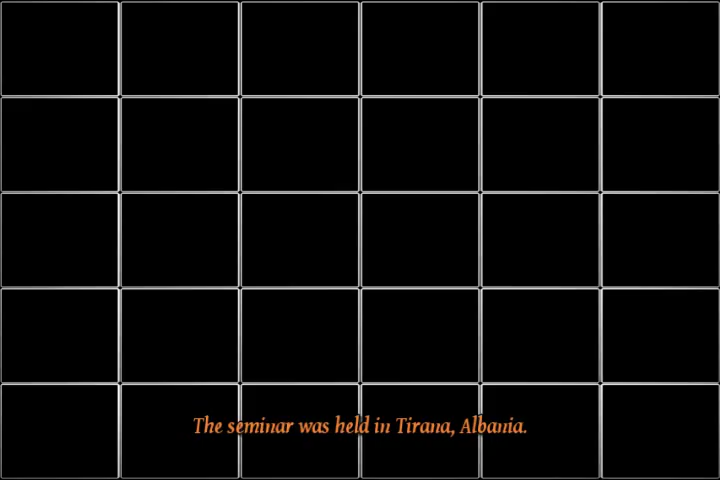 The seminar was held in Tirana, Albania.